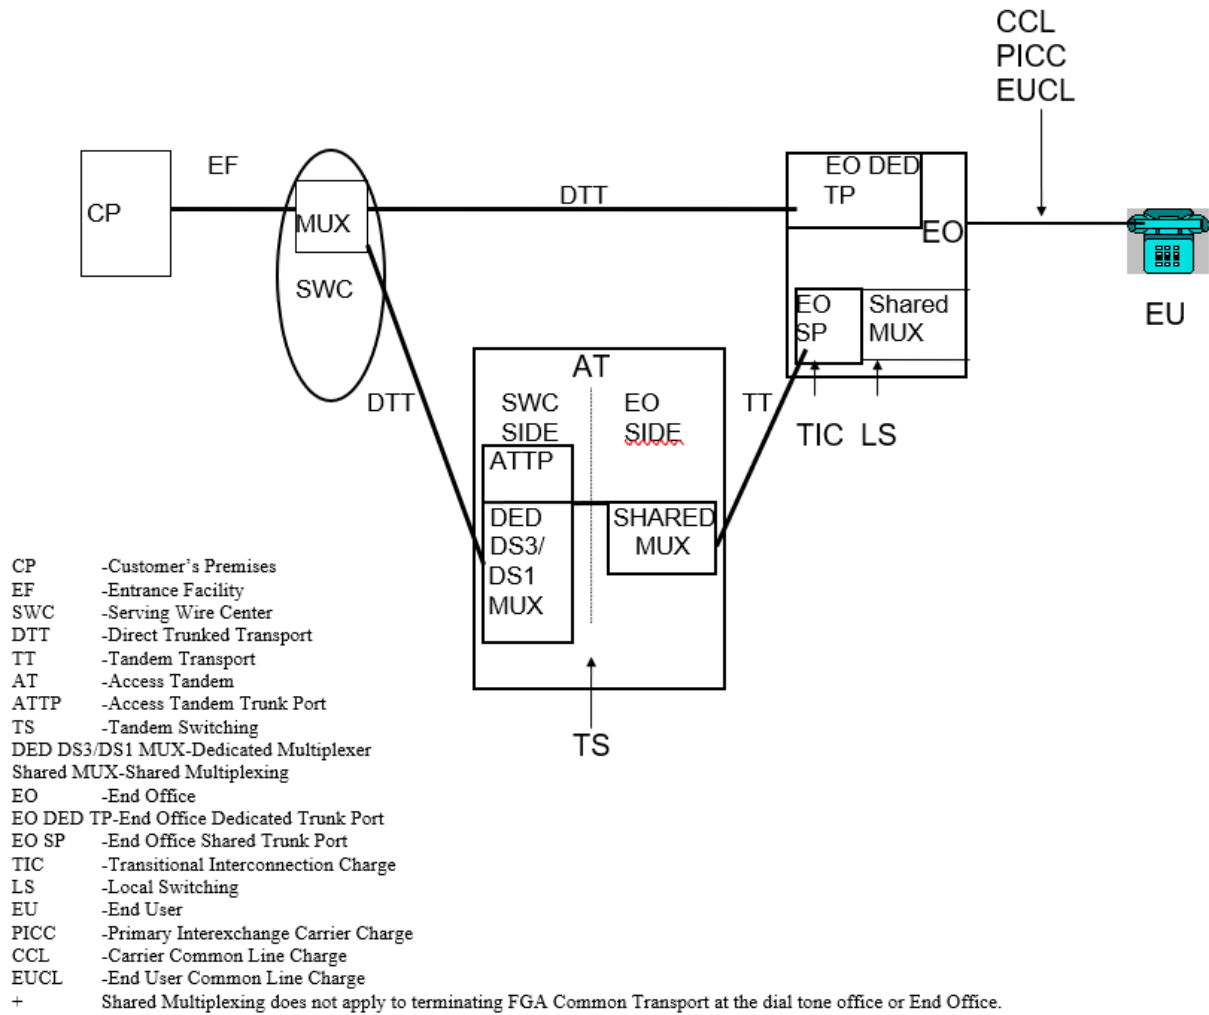 CCL
PICC
EUCL
EF
CP
MUX
SWC
DTT
EO DED
TP
EO
EU
EO
SP
Shared
MUX
TIC LS
DTT
AT
SWC
SIDE
EO
SIDE
TT
ATTP
DED
DS3/
DS1
MUX
SHARED
MUX
TS
CP -Customer's Premises
EF -Entrance Facility
SWC -Serving Wire Center
DTT -Direct Trunked Transport
TT -Tandem Transport
AT -Access Tandem
ATTP -Access Tandem Trunk Port
TS -Tandem Switching
DED DS3/DS1 MUX-Dedicated Multiplexer
Shared MUX-Shared Multiplexing
EO -End Office
EO DED TP-End Office Dedicated Trunk Port
EO SP -End Office Shared Trunk Port
TIC -Transitional Interconnection Charge
LS -Local Switching
EU -End User
PICC -Primary Interexchange Carrier Charge
CCL -Carrier Common Line Charge
EUCL -End User Common Line Charge
+ Shared Multiplexing does not apply to terminating FGA Common Transport at the dial tone office or End Office.